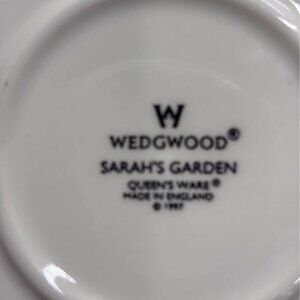 W
WEDGWOOD®
SARAH'S GARDEN
QUEEN'S WARE®
MADE IN ENGLAND
© 1997